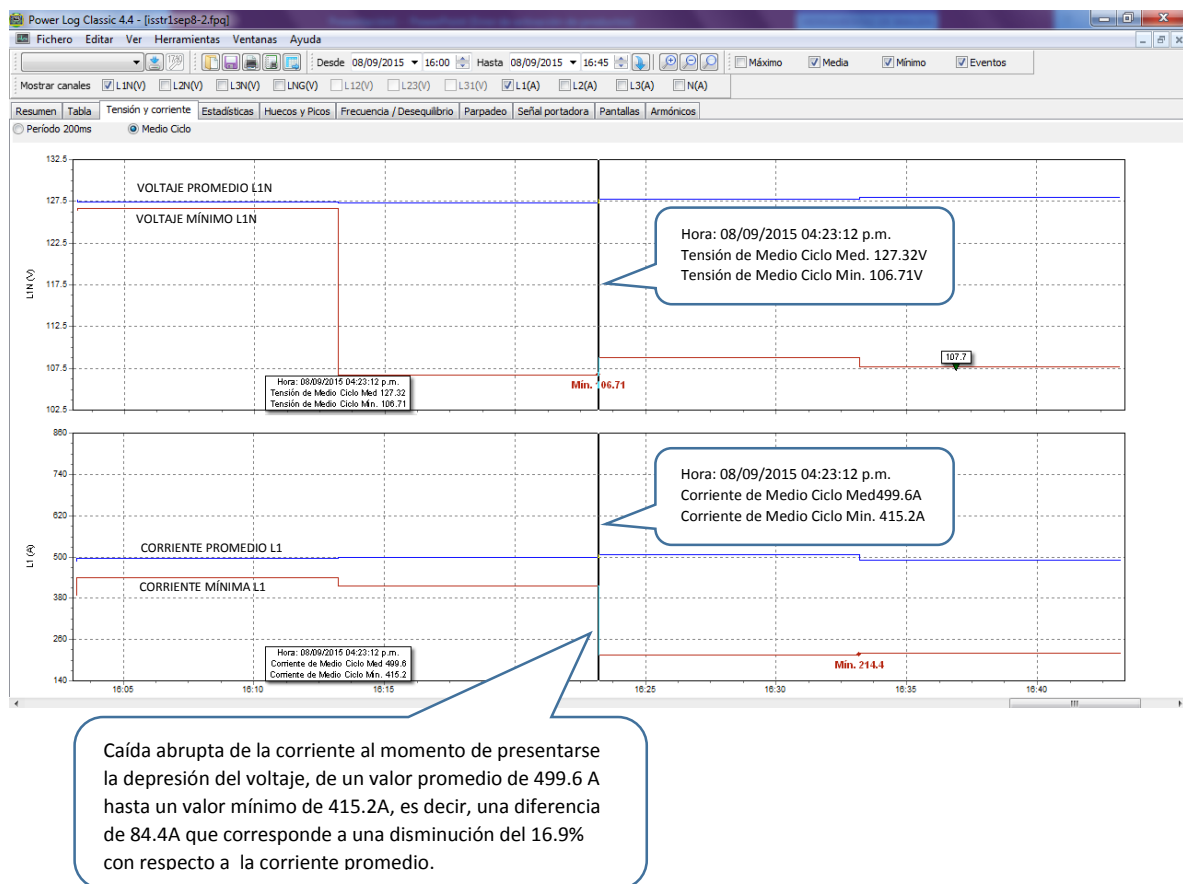 Power Log Classic 4.4 - [isstr1sep8-2.fpq]
Fichero Editar Ver Herramientas Ventanas Ayuda
Desde 08/09/2015 16:00 Hasta 08/09/2015 16:45 Máximo Media Mínimo Eventos
Mostrar canales L1N(V) L2N(V) L3N(V) LNG(V) L12(V) L23(V) L31(V) L1(A) L2(A) L3(A) N(A)
Resumen Tabla Tensión y corriente Estadísticas Huecos y Picos Frecuencia / Desequilibrio Parpadeo Señal portadora Pantallas Armónicos
Período 200ms Medio Ciclo
132.5
127.5
122.5
117.5
112.5
107.5
102.5
L1N (V)
VOLTAJE PROMEDIO L1N
VOLTAJE MÍNIMO L1N
Hora: 08/09/2015 04:23:12 p.m.
Tensión de Medio Ciclo Med. 127.32V
Tensión de Medio Ciclo Min. 106.71V
107.7
Hora: 08/09/2015 04:23:12 p.m.
Tensión de Medio Ciclo Med 127.32
Tensión de Medio Ciclo Mín. 106.71
Mín. 106.71
860
740
620
500
380
260
140
L1 (A)
Hora: 08/09/2015 04:23:12 p.m.
Corriente de Medio Ciclo Med499.6A
Corriente de Medio Ciclo Min. 415.2A
CORRIENTE PROMEDIO L1
CORRIENTE MÍNIMA L1
Hora: 08/09/2015 04:23:12 p.m.
Corriente de Medio Ciclo Med 499.6
Corriente de Medio Ciclo Mín. 415.2
Mín. 214.4
16:05 16:10 16:15 16:25 16:30 16:35 16:40
Caída abrupta de la corriente al momento de presentarse
la depresión del voltaje, de un valor promedio de 499.6 A
hasta un valor mínimo de 415.2A, es decir, una diferencia
de 84.4A que corresponde a una disminución del 16.9%
con respecto a la corriente promedio.